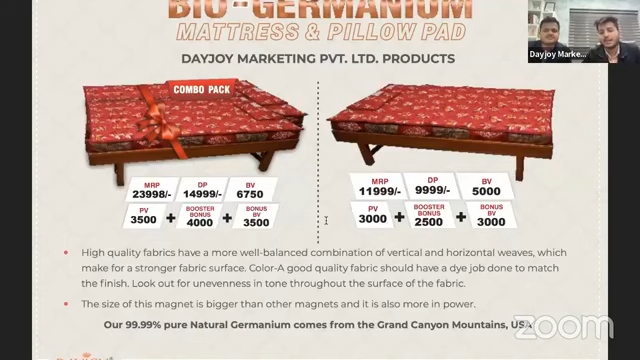 BIO-GERMANIUM
MATTRESS & PILLOW PAD
DAYJOY MARKETING PVT. LTD. PRODUCTS
Dayjoy Marke...
COMBO PACK
MRP 23998/- DP 14999/- BV 6750
PV 3500 + BOOSTER BONUS 4000 + BONUS BV 3500
MRP 11999/- DP 9999/- BV 5000
PV 3000 + BOOSTER BONUS 2500 + BONUS BV 3000
High quality fabrics have a more well-balanced combination of vertical and horizontal weaves, which
make for a stronger fabric surface. Color-A good quality fabric should have a dye job done to match
the finish. Look out for unevenness in tone throughout the surface of the fabric.
The size of this magnet is bigger than other magnets and it is also more in power.
Our 99.99% pure Natural Germanium comes from the Grand Canyon Mountains, USA
zoom